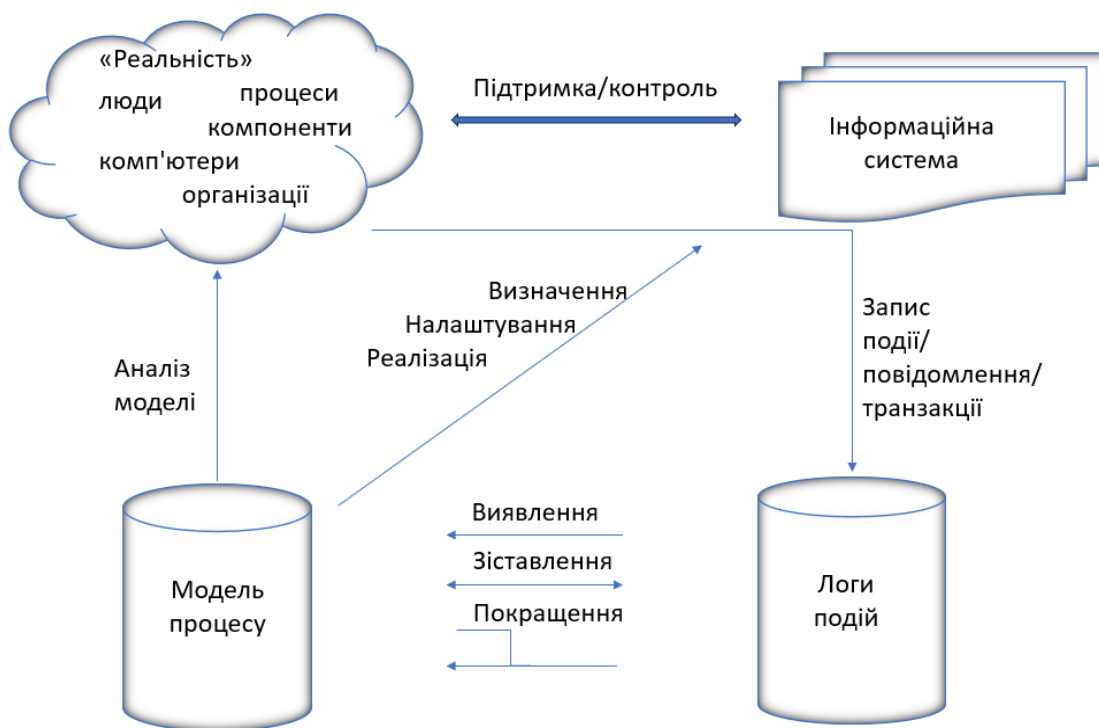 «Реальність»
люди
процеси
компоненти
комп'ютери
організації
Підтримка/контроль
Інформаційна
система
Визначення
Налаштування
Реалізація
Запис
події/
повідомлення/
транзакції
Аналіз
моделі
Модель
процесу
Виявлення
Зіставлення
Покращення
Логи
подій